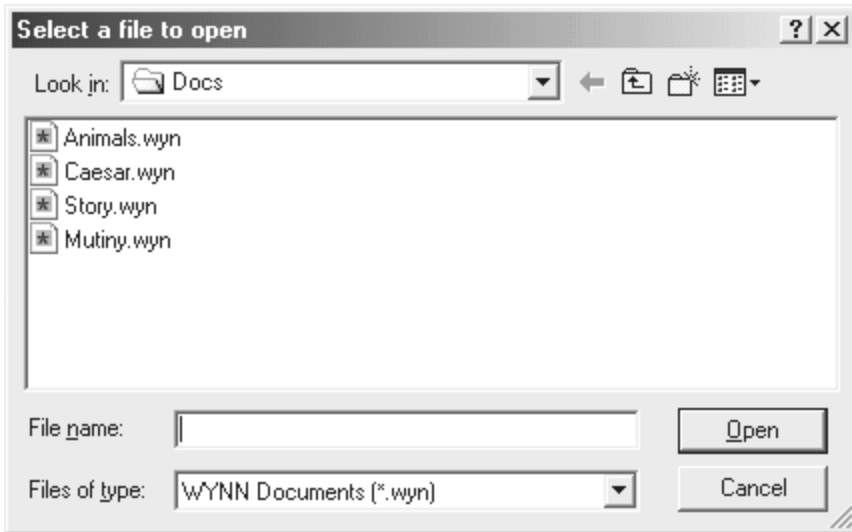 Select a file to open
Look in: Docs
Animals.wyn
Caesar.wyn
Story.wyn
Mutiny.wyn
File name:
Open
Files of type: WYNN Documents (*.wyn)
Cancel